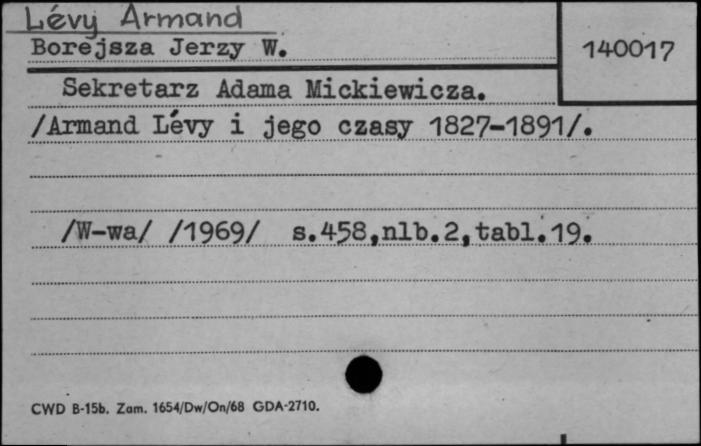 Lévy Armand
Borejsza Jerzy W.
140017
Sekretarz Adama Mickiewicza.
/Armand Lévy i jego czasy 1827-1891/.
/W-wa/ /1969/ s.458,nlb.2,tabl.19.
CWD B-15b. Zam. 1654/Dw/On/68 GDA-2710.